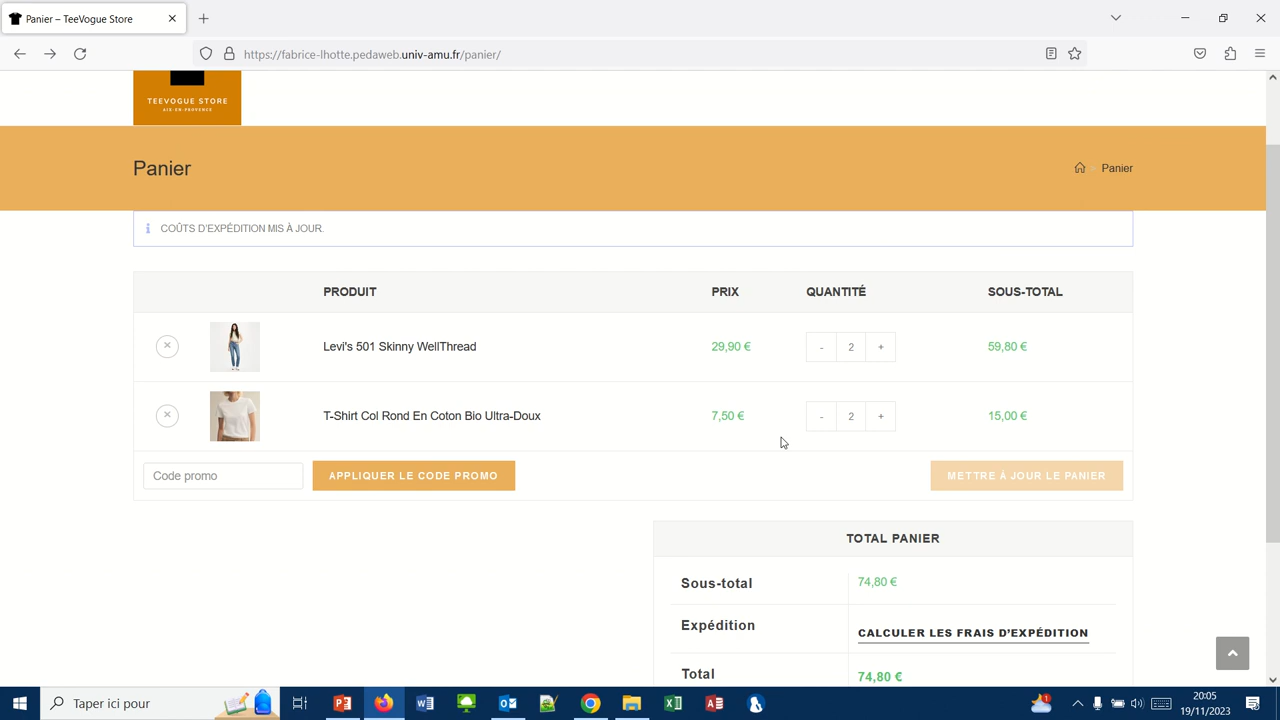 Panier – TeeVogue Store
https://fabrice-lhotte.pedaweb.univ-amu.fr/panier/
TEEVOGUE STORE
AIX-EN-PROVENCE
Panier
Panier
COÛTS D'EXPÉDITION MIS À JOUR.
PRODUIT PRIX QUANTITÉ SOUS-TOTAL
Levi's 501 Skinny WellThread 29,90 € - 2 + 59,80 €
T-Shirt Col Rond En Coton Bio Ultra-Doux 7,50 € - 2 + 15,00 €
Code promo APPLIQUER LE CODE PROMO METTRE À JOUR LE PANIER
TOTAL PANIER
Sous-total 74,80 €
Expédition CALCULER LES FRAIS D'EXPÉDITION
Total 74,80 €
Taper ici pour
20:05
19/11/2023